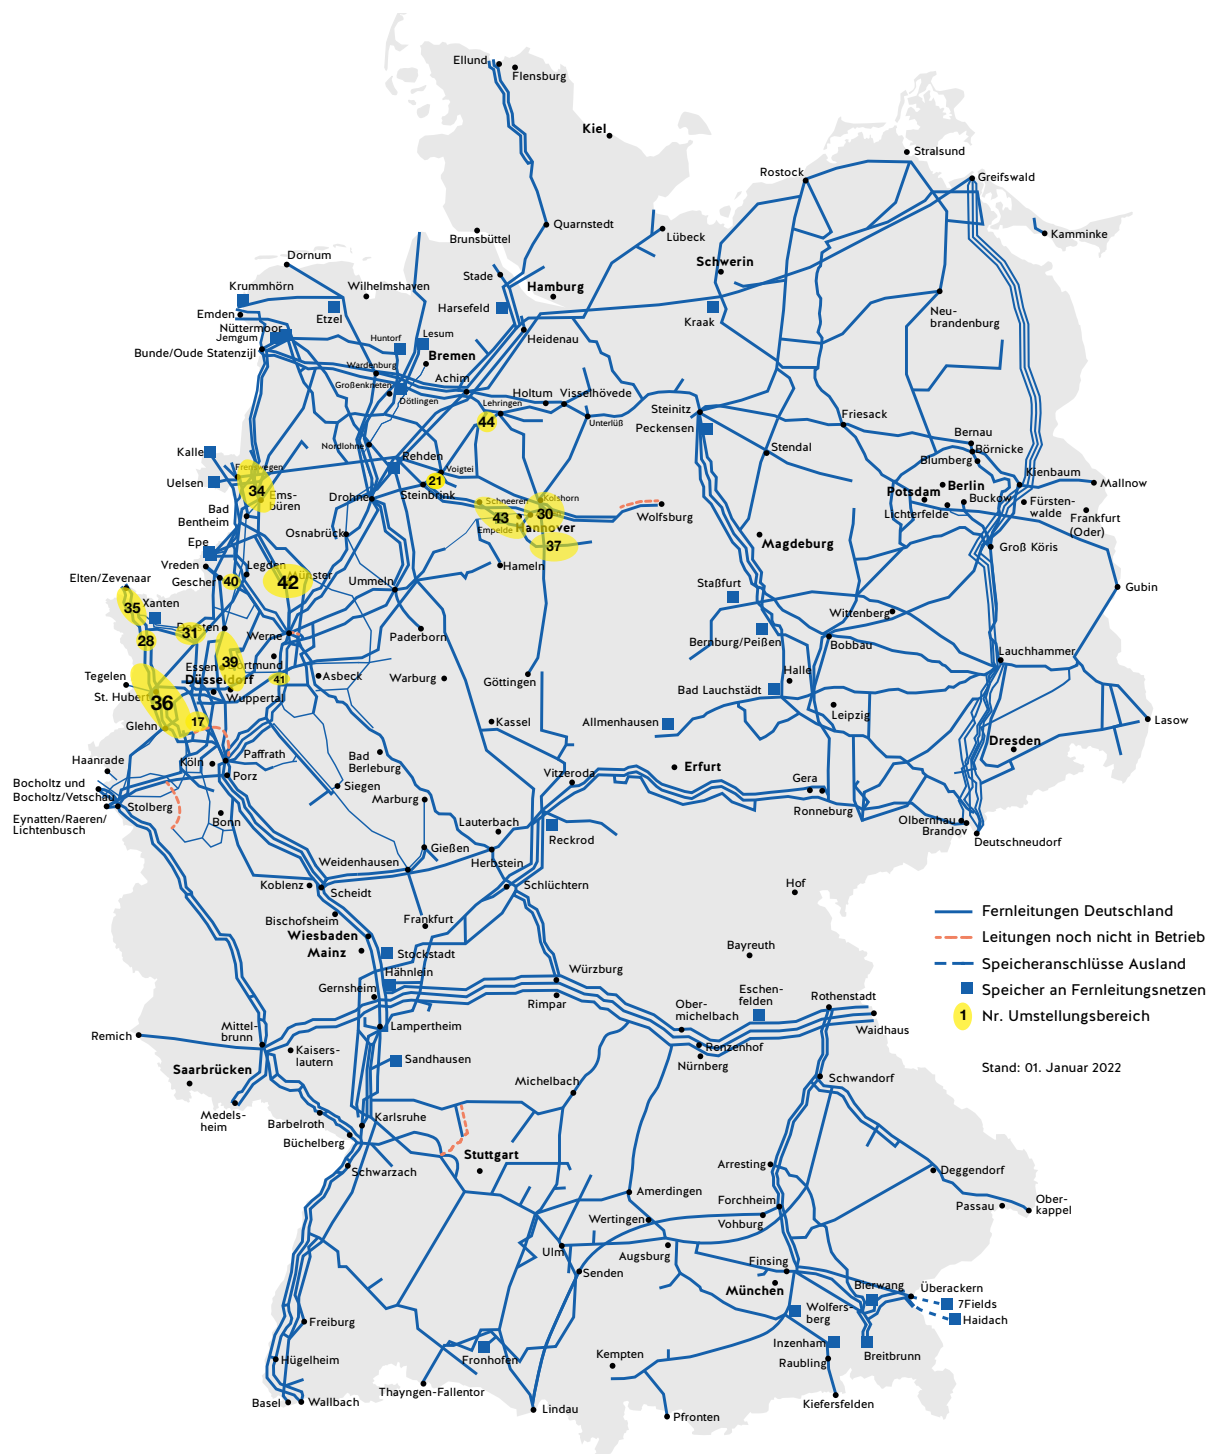 Ellund
Flensburg
Kiel
Stralsund
Rostock
Greifswald
Quarnstedt
Brunsbüttel
Lübeck
Kamminke
Dornum
Schwerin
Stade
Krummhörn
Wilhelmshaven
Hamburg
Harsefeld
Emden
Etzel
Kraak
Neu-
brandenburg
Nüttermoor
Jemgum
Huntorf
Lesum
Heidenau
Bunde/Oude Statenzijl
Bremen
Wardenburg
Achim
Großenkneten
Dötlingen
Holtum
Visselhövede
Lehringen
Steinitz
Friesack
44
Unterlüß
Peckensen
Bernau
Börnicke
Nordlohne
Stendal
Kalle
Rehden
Blumberg
Frenswegen
Voigtei
Kienbaum
Uelsen
21
Mallnow
34
Potsdam
Berlin
Ems-
büren
Drohne
Steinbrink
Schneeren
Kolshorn
Buckow
Fürsten-
walde
Bad
Bentheim
43
30
Wolfsburg
Lichterfelde
Frankfurt
(Oder)
Empelde
Hannover
Osnabrück
Epe
37
Magdeburg
Groß Köris
Vreden
Legden
Hameln
Elten/Zevenaar
Gescher
40
42
Münster
Ummeln
Staßfurt
Gubin
35
Xanten
Wittenberg
31
Dorsten
Werne
Paderborn
Bernburg/Peißen
28
Bobbau
Lauchhammer
39
Essen
Dortmund
Tegelen
Düsseldorf
41
Asbeck
Warburg
Göttingen
Halle
St. Hubert
36
Wuppertal
Bad Lauchstädt
Glehn
17
Kassel
Allmenhausen
Leipzig
Lasow
Dresden
Haanrade
Köln
Paffrath
Bad
Berleburg
Erfurt
Porz
Vitzeroda
Bocholtz und
Bocholtz/Vetschau
Siegen
Gera
Stolberg
Marburg
Eynatten/Raeren/
Lichtenbusch
Bonn
Lauterbach
Ronneburg
Olbernhau
Brandov
Reckrod
Deutschneudorf
Gießen
Weidenhausen
Herbstein
Koblenz
Scheidt
Schlüchtern
Hof
Bischofsheim
Frankfurt
Fernleitungen Deutschland
Wiesbaden
Leitungen noch nicht in Betrieb
Mainz
Stockstadt
Bayreuth
Speicheranschlüsse Ausland
Hähnlein
Würzburg
Gernsheim
Eschen-
felden
Speicher an Fernleitungsnetzen
Rimpar
Rothenstadt
Ober-
michelbach
1
Nr. Umstellungsbereich
Lampertheim
Waidhaus
Remich
Mittel-
brunn
Kaisers-
lautern
Renzenhof
Sandhausen
Nürnberg
Saarbrücken
Stand: 01. Januar 2022
Michelbach
Schwandorf
Medels-
heim
Barbelroth
Karlsruhe
Büchelberg
Stuttgart
Schwarzach
Arresting
Deggendorf
Amerdingen
Forchheim
Passau
Ober-
kappel
Wertingen
Vohburg
Ulm
Augsburg
Finsing
Senden
München
Bierwang
Überackern
7Fields
Wolfers-
berg
Haidach
Freiburg
Inzenham
Hügelheim
Fronhofen
Kempten
Raubling
Breitbrunn
Thayngen-Fallentor
Basel
Wallbach
Lindau
Kiefersfelden
Pfronten